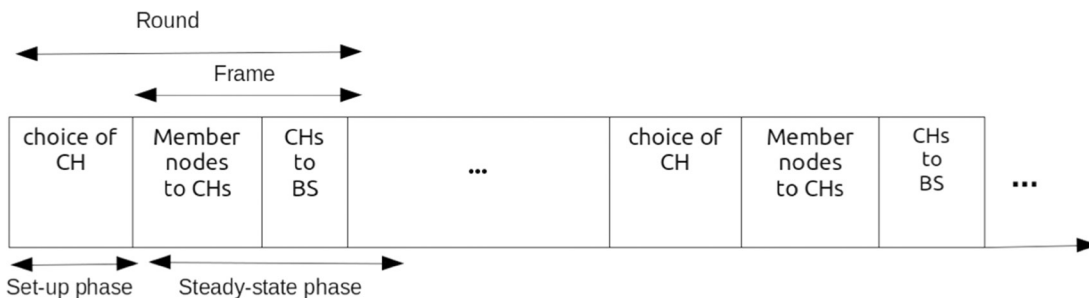 Round
Frame
choice of
CH
Member
nodes
to CHs
CHs
to
BS
...
choice of
CH
Member
nodes
to CHs
CHs
to
BS
...
Set-up phase
Steady-state phase